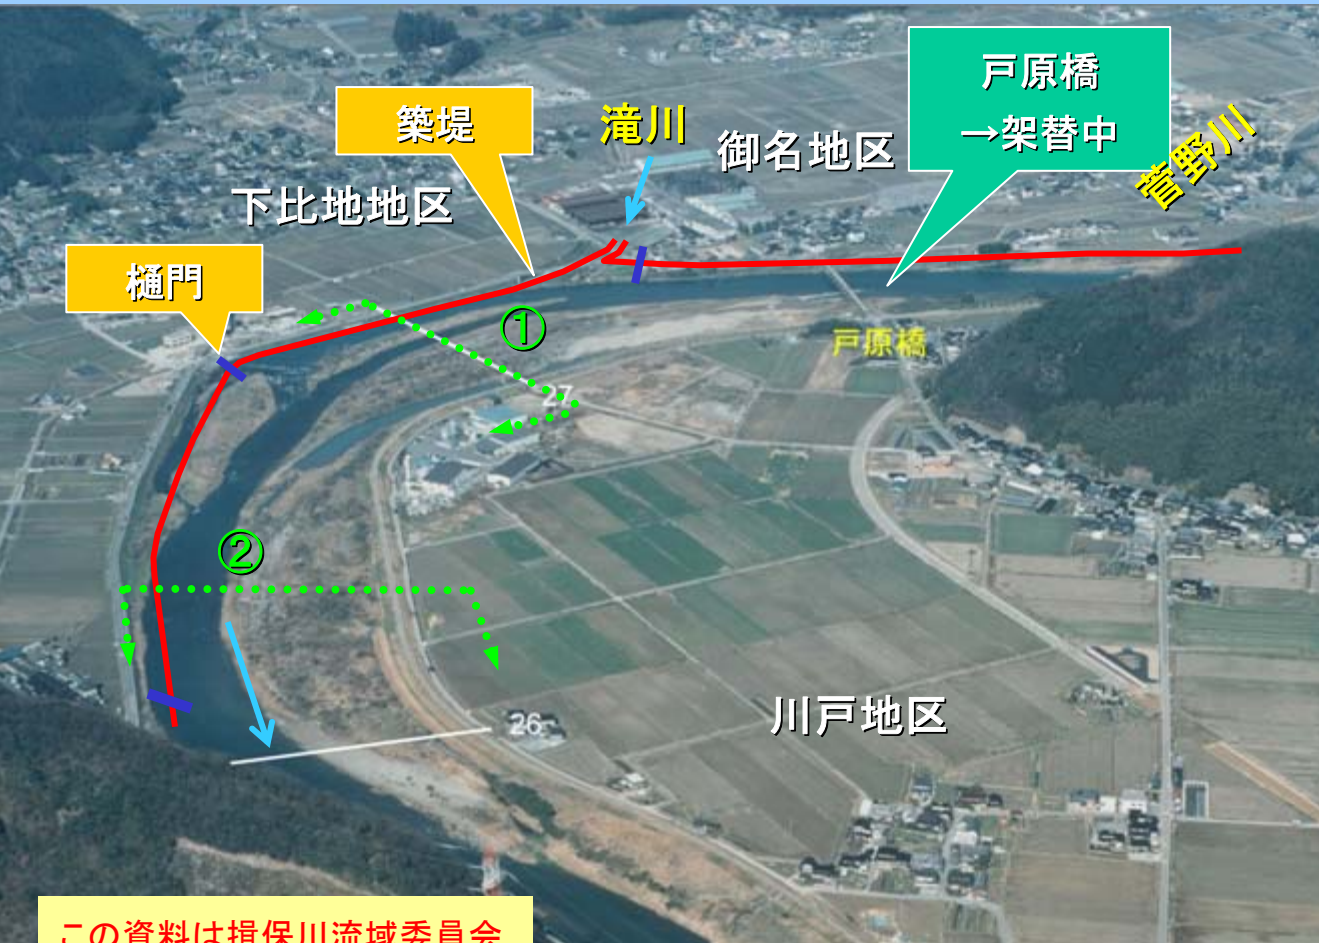 戸原橋
→架替中
築堤
滝川
御名地区
菅野川
下比地地区
樋門
①
戸原橋
27
②
川戸地区
26
この資料は揖保川流域委員会